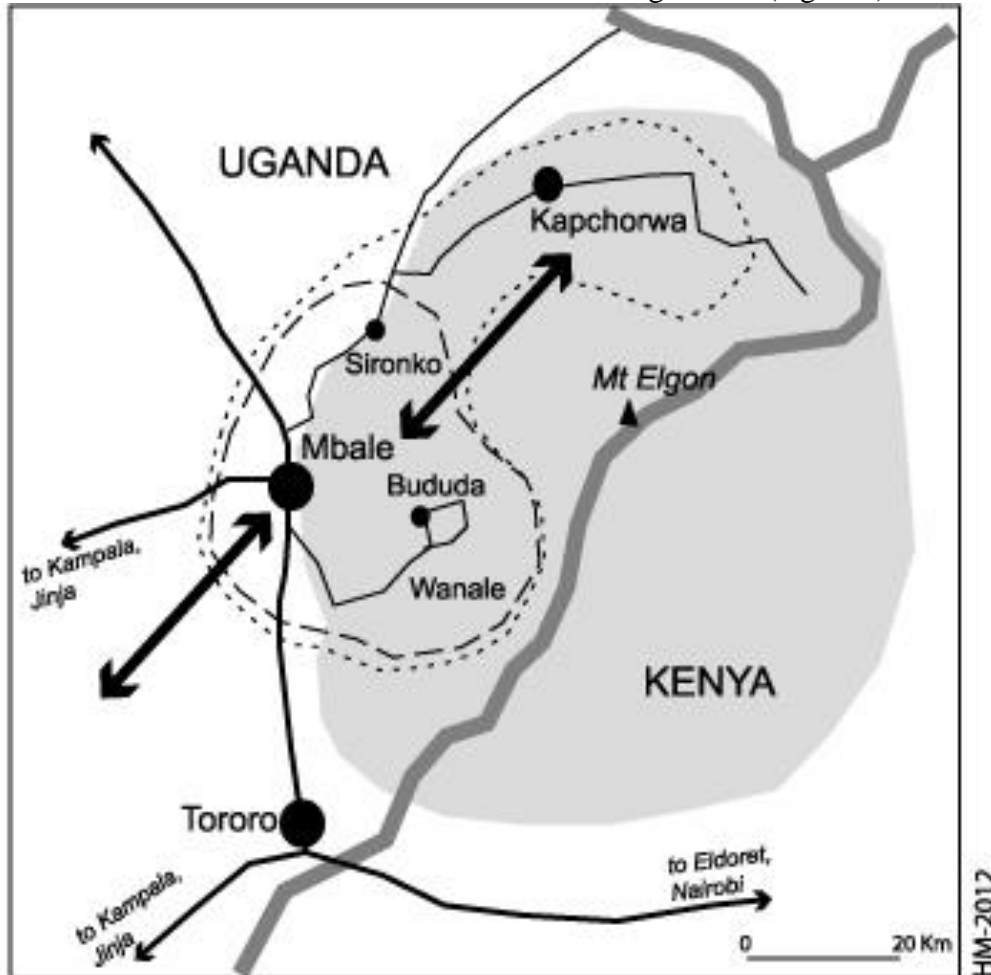 UGANDA
Kapchorwa
Sironko
Mt Elgon
Mbale
Bududa
to Kampala,
Jinja
Wanale
KENYA
Tororo
to Eldoret,
Nairobi
to Kampala,
Jinja
0 20 Km
HM-2012